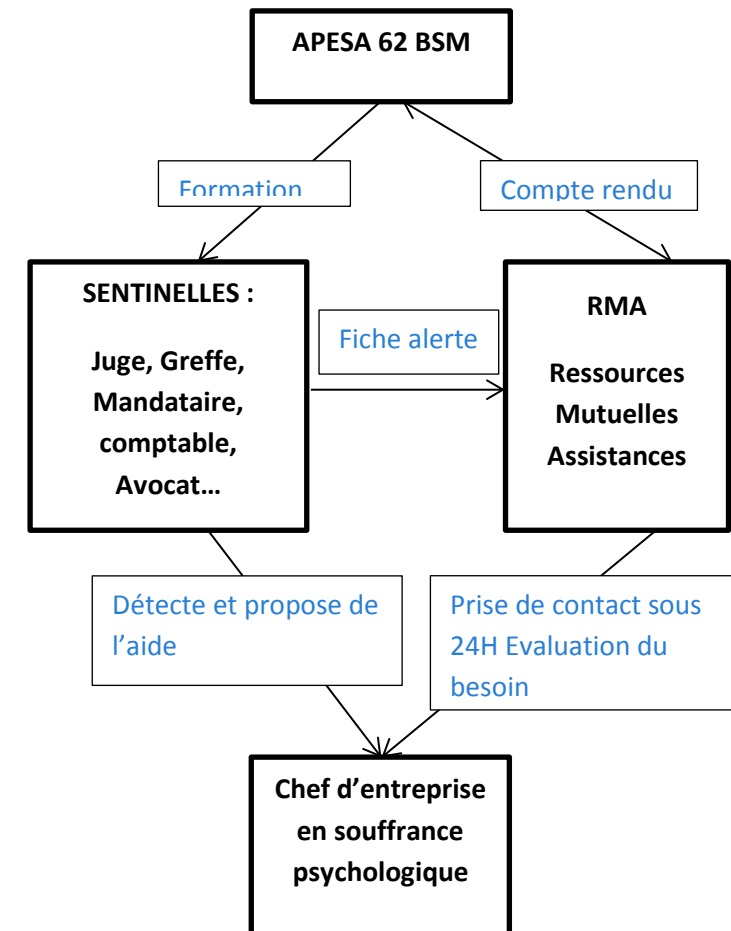 APESA 62 BSM
Formation
Compte rendu
SENTINELLES :
Juge, Greffe,
Mandataire,
comptable,
Avocat…
Fiche alerte
RMA
Ressources
Mutuelles
Assistances
Détecte et propose de
l’aide
Prise de contact sous
24H Evaluation du
besoin
Chef d’entreprise
en souffrance
psychologique